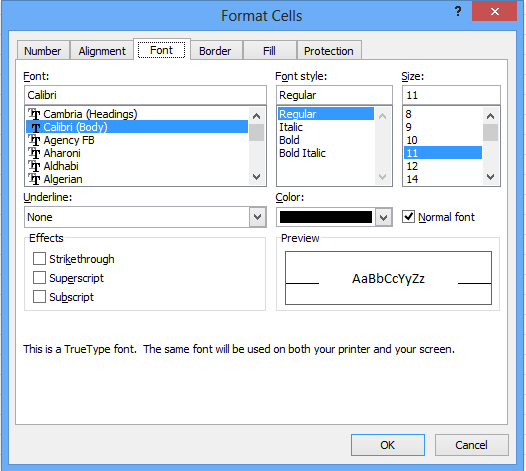 Format Cells
? ×
Number Alignment Font Border Fill Protection
Font: Font style: Size:
Calibri Regular 11
Cambria (Headings) Regular 8
Calibri (Body) Italic 9
Agency FB Bold 10
Aharoni Bold Italic 11
Aldhabi 12
Algerian 14
Underline: Color:
None Normal font
Effects Preview
Strikethrough
Superscript AaBbCcYyZz
Subscript
This is a TrueType font.  The same font will be used on both your printer and your screen.
OK Cancel